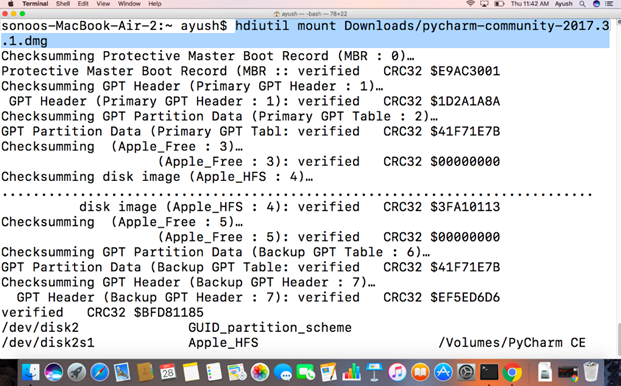 Terminal Shell Edit View Window Help Thu 11:42 AM Ayush
ayush — -bash — 78×22
sonoos-MacBook-Air-2:~ ayush$ hdiutil mount Downloads/pycharm-community-2017.3
.1.dmg
Checksumming Protective Master Boot Record (MBR : 0)…
Protective Master Boot Record (MBR :: verified CRC32 $E9AC3001
Checksumming GPT Header (Primary GPT Header : 1)…
GPT Header (Primary GPT Header : 1): verified CRC32 $1D2A1A8A
Checksumming GPT Partition Data (Primary GPT Table : 2)…
GPT Partition Data (Primary GPT Tabl: verified CRC32 $41F71E7B
Checksumming (Apple_Free : 3)…
(Apple_Free : 3): verified CRC32 $00000000
Checksumming disk image (Apple_HFS : 4)…
...........................................................................
disk image (Apple_HFS : 4): verified CRC32 $3FA10113
Checksumming (Apple_Free : 5)…
(Apple_Free : 5): verified CRC32 $00000000
Checksumming GPT Partition Data (Backup GPT Table : 6)…
GPT Partition Data (Backup GPT Table: verified CRC32 $41F71E7B
Checksumming GPT Header (Backup GPT Header : 7)…
GPT Header (Backup GPT Header : 7): verified CRC32 $EF5ED6D6
verified CRC32 $BFD81185
/dev/disk2 GUID_partition_scheme
/dev/disk2s1 Apple_HFS /Volumes/PyCharm CE